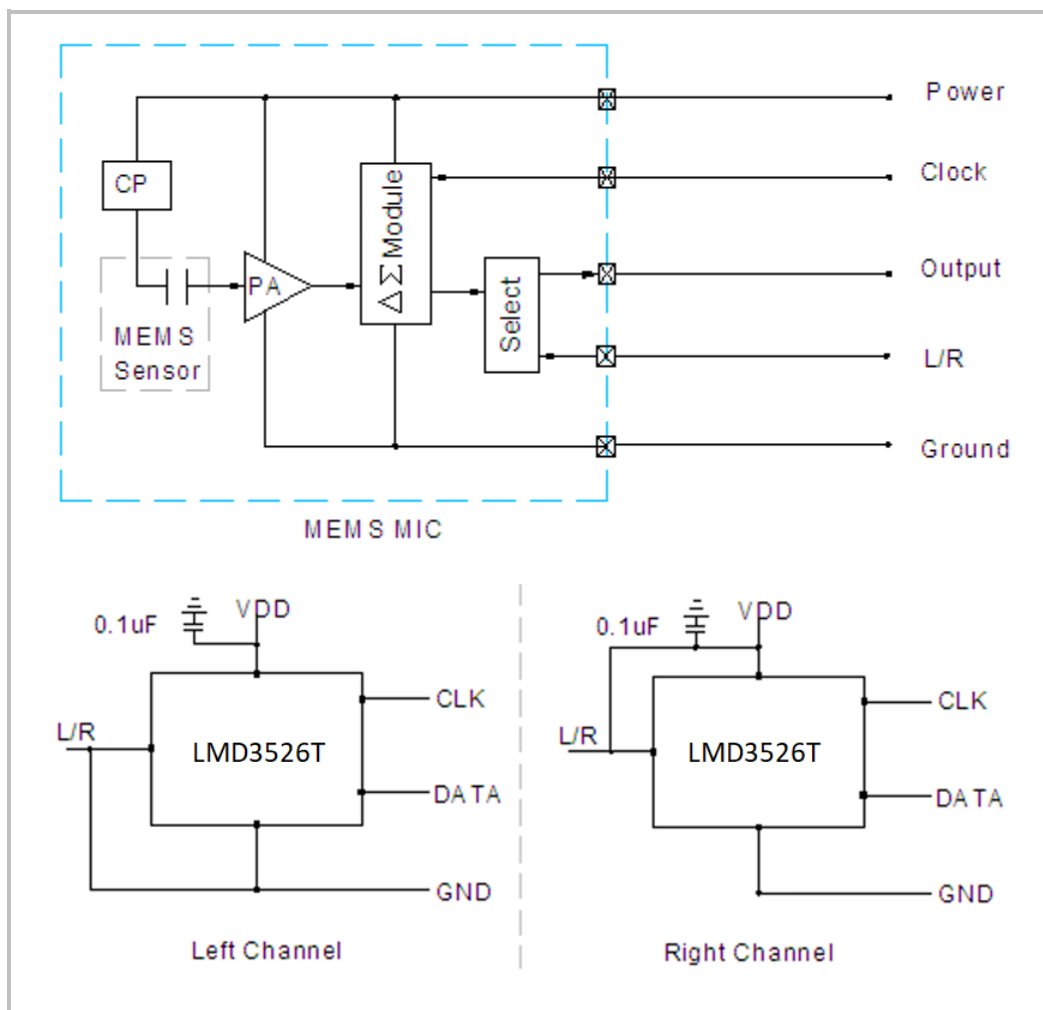 Power
CP
Clock
ΔΣ Module
Output
PA
Select
MEMS
Sensor
L/R
Ground
MEMS MIC
0.1uF
VDD
CLK
L/R
LMD3526T
DATA
GND
Left Channel
0.1uF
VDD
CLK
L/R
LMD3526T
DATA
GND
Right Channel